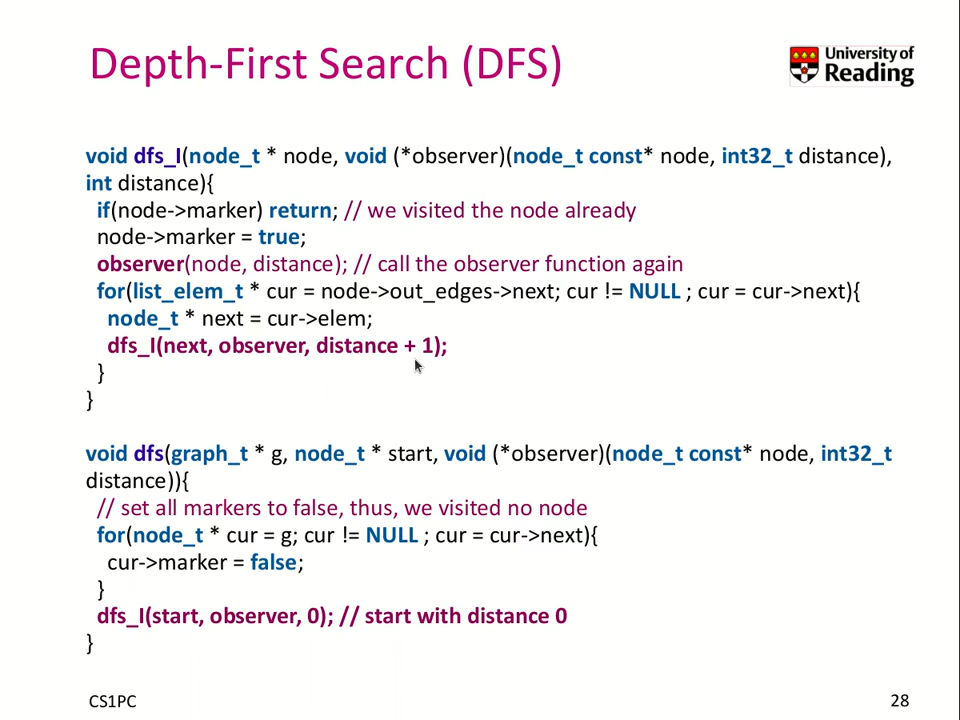 Depth-First Search (DFS)
University of
Reading
void dfs_I(node_t * node, void (*observer)(node_t const* node, int32_t distance),
int distance){
if(node->marker) return; // we visited the node already
node->marker = true;
observer(node, distance); // call the observer function again
for(list_elem_t * cur = node->out_edges->next; cur != NULL ; cur = cur->next){
node_t * next = cur->elem;
dfs_I(next, observer, distance + 1);
}
}
void dfs(graph_t * g, node_t * start, void (*observer)(node_t const* node, int32_t
distance)){
// set all markers to false, thus, we visited no node
for(node_t * cur = g; cur != NULL ; cur = cur->next){
cur->marker = false;
}
dfs_I(start, observer, 0); // start with distance 0
}
CS1PC
28